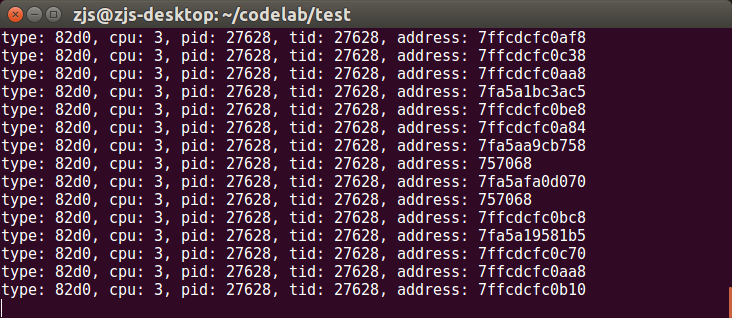 zjs@zjs-desktop: ~/codelab/test
type: 82d0, cpu: 3, pid: 27628, tid: 27628, address: 7ffcdcfc0af8
type: 82d0, cpu: 3, pid: 27628, tid: 27628, address: 7ffcdcfc0c38
type: 82d0, cpu: 3, pid: 27628, tid: 27628, address: 7ffcdcfc0aa8
type: 82d0, cpu: 3, pid: 27628, tid: 27628, address: 7fa5a1bc3ac5
type: 82d0, cpu: 3, pid: 27628, tid: 27628, address: 7ffcdcfc0be8
type: 82d0, cpu: 3, pid: 27628, tid: 27628, address: 7ffcdcfc0a84
type: 82d0, cpu: 3, pid: 27628, tid: 27628, address: 7fa5aa9cb758
type: 82d0, cpu: 3, pid: 27628, tid: 27628, address: 757068
type: 82d0, cpu: 3, pid: 27628, tid: 27628, address: 7fa5afa0d070
type: 82d0, cpu: 3, pid: 27628, tid: 27628, address: 757068
type: 82d0, cpu: 3, pid: 27628, tid: 27628, address: 7ffcdcfc0bc8
type: 82d0, cpu: 3, pid: 27628, tid: 27628, address: 7fa5a19581b5
type: 82d0, cpu: 3, pid: 27628, tid: 27628, address: 7ffcdcfc0c70
type: 82d0, cpu: 3, pid: 27628, tid: 27628, address: 7ffcdcfc0aa8
type: 82d0, cpu: 3, pid: 27628, tid: 27628, address: 7ffcdcfc0b10